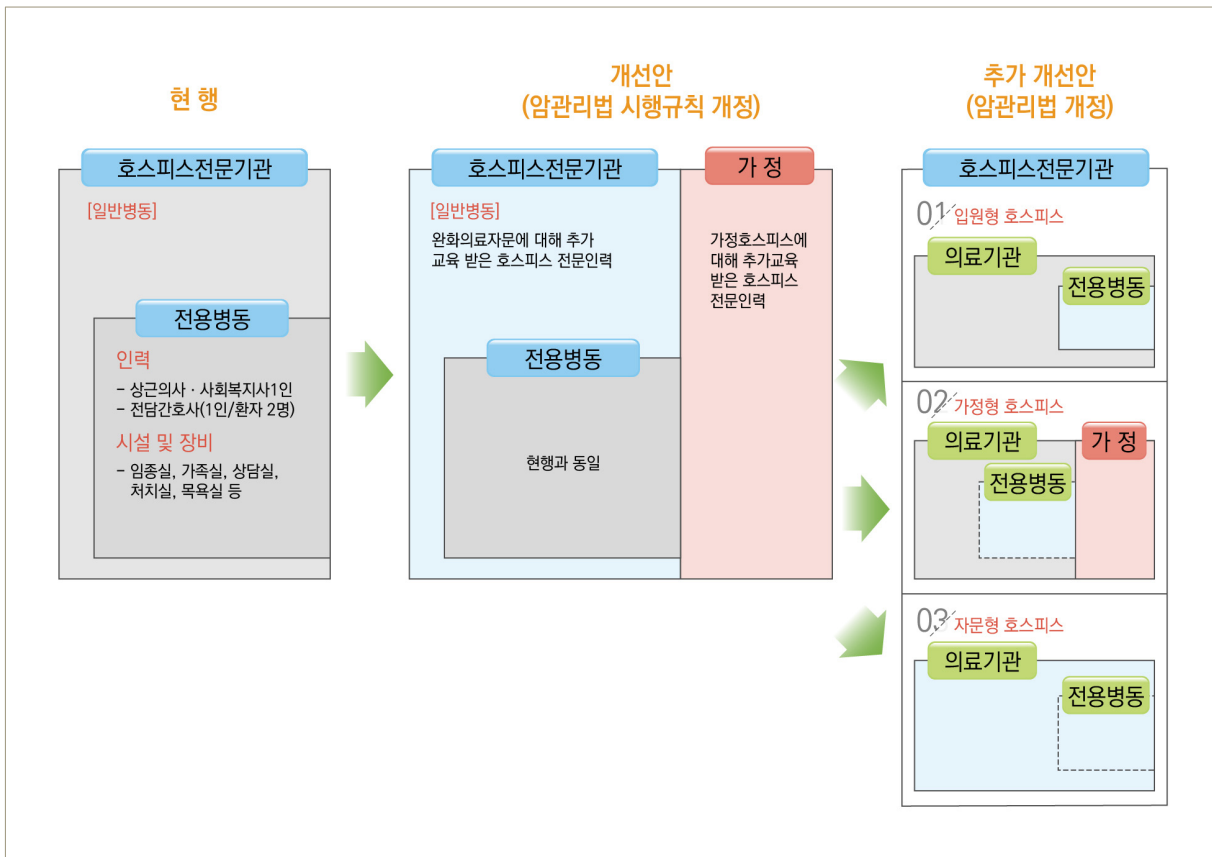 현 행
호스피스전문기관
[일반병동]
전용병동
인력
- 상근의사 · 사회복지사1인
- 전담간호사(1인/환자 2명)
시설 및 장비
- 임종실, 가족실, 상담실,
처치실, 목욕실 등
개선안
(암관리법 시행규칙 개정)
호스피스전문기관
[일반병동]
완화의료자문에 대해 추가
교육 받은 호스피스 전문인력
전용병동
현행과 동일
가 정
가정호스피스에
대해 추가교육
받은 호스피스
전문인력
추가 개선안
(암관리법 개정)
호스피스전문기관
01 입원형 호스피스
의료기관
전용병동
02 가정형 호스피스
의료기관
가 정
전용병동
03 자문형 호스피스
의료기관
전용병동